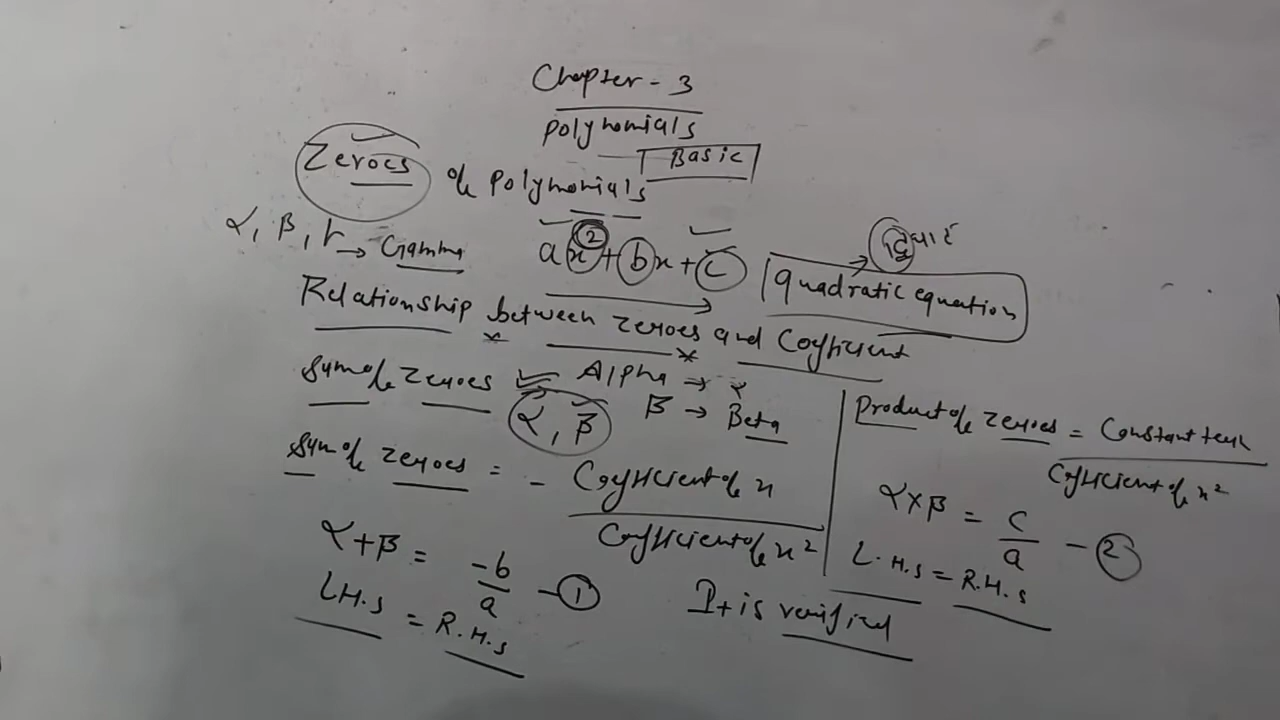 Chapter - 3
Polynomials
Basic
Zeroes of Polynomials
α, β, r → Gamma
ax²+bx+c
Quadratic equation
Relationship between zeroes and Coefficient
Sum of zeroes
Alpha → α
α, β
β → Beta
Sum of zeroes = - Coefficient of x
Coefficient of x²
α+β = -b/a - ①
L.H.S = R.H.S
Product of zeroes = Constant term
Coefficient of x²
α×β = c/a - ②
L.H.S = R.H.S
It is verified